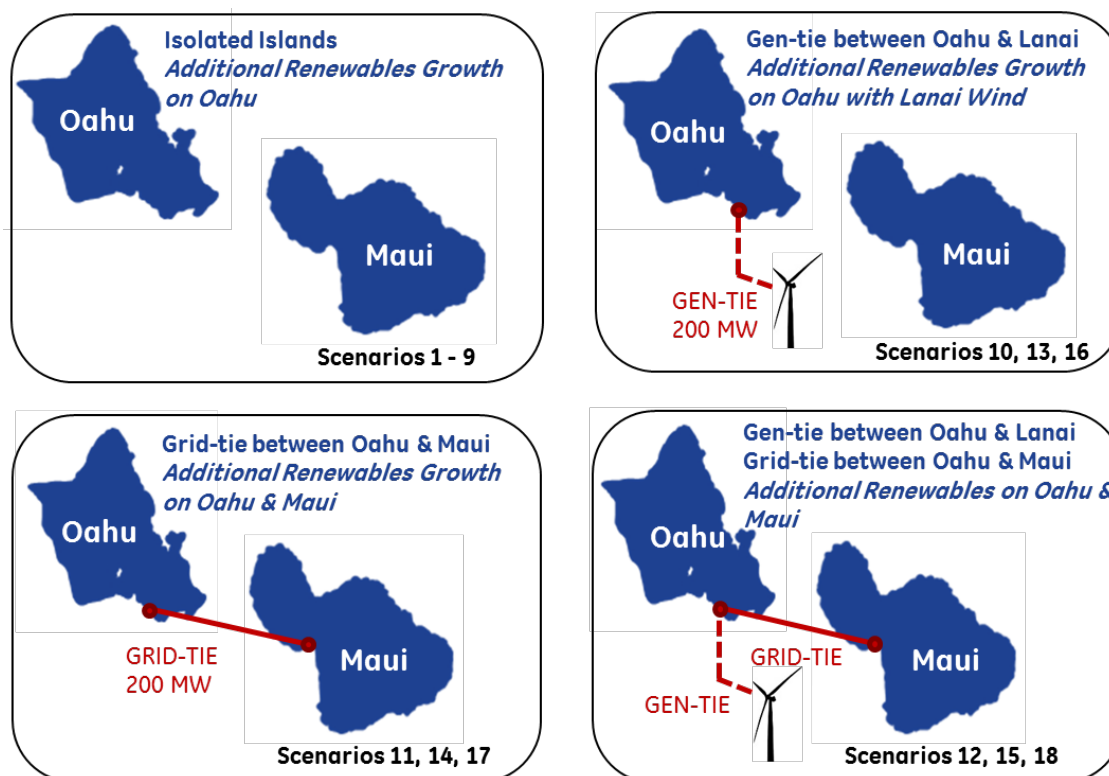 Isolated Islands
Additional Renewables Growth
on Oahu
Oahu
Maui
Scenarios 1 - 9
Gen-tie between Oahu & Lanai
Additional Renewables Growth
on Oahu with Lanai Wind
Oahu
Maui
GEN-TIE
200 MW
Scenarios 10, 13, 16
Grid-tie between Oahu & Maui
Additional Renewables Growth
on Oahu & Maui
Oahu
GRID-TIE
200 MW
Maui
Scenarios 11, 14, 17
Gen-tie between Oahu & Lanai
Grid-tie between Oahu & Maui
Additional Renewables on Oahu &
Maui
Oahu
GRID-TIE
Maui
GEN-TIE
Scenarios 12, 15, 18